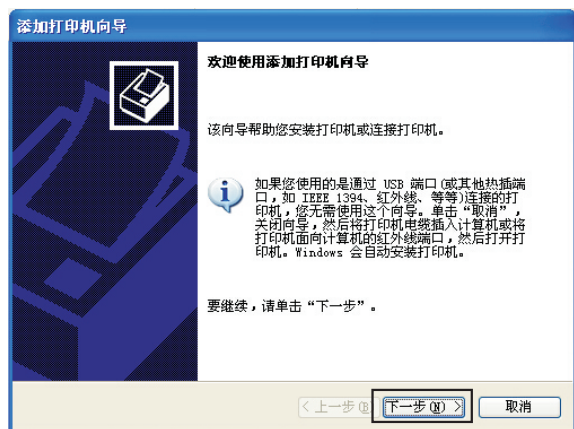 添加打印机向导
欢迎使用添加打印机向导
该向导帮助您安装打印机或连接打印机。
如果您使用的是通过 USB 端口(或其他热插端
口，如 IEEE 1394、红外线、等等)连接的打
印机，您无需使用这个向导。单击“取消”，
关闭向导，然后将打印机电缆插入计算机或将
打印机面向计算机的红外线端口，然后打开打
印机。Windows 会自动安装打印机。
要继续，请单击“下一步”。
< 上一步(B
下一步(N) >
取消